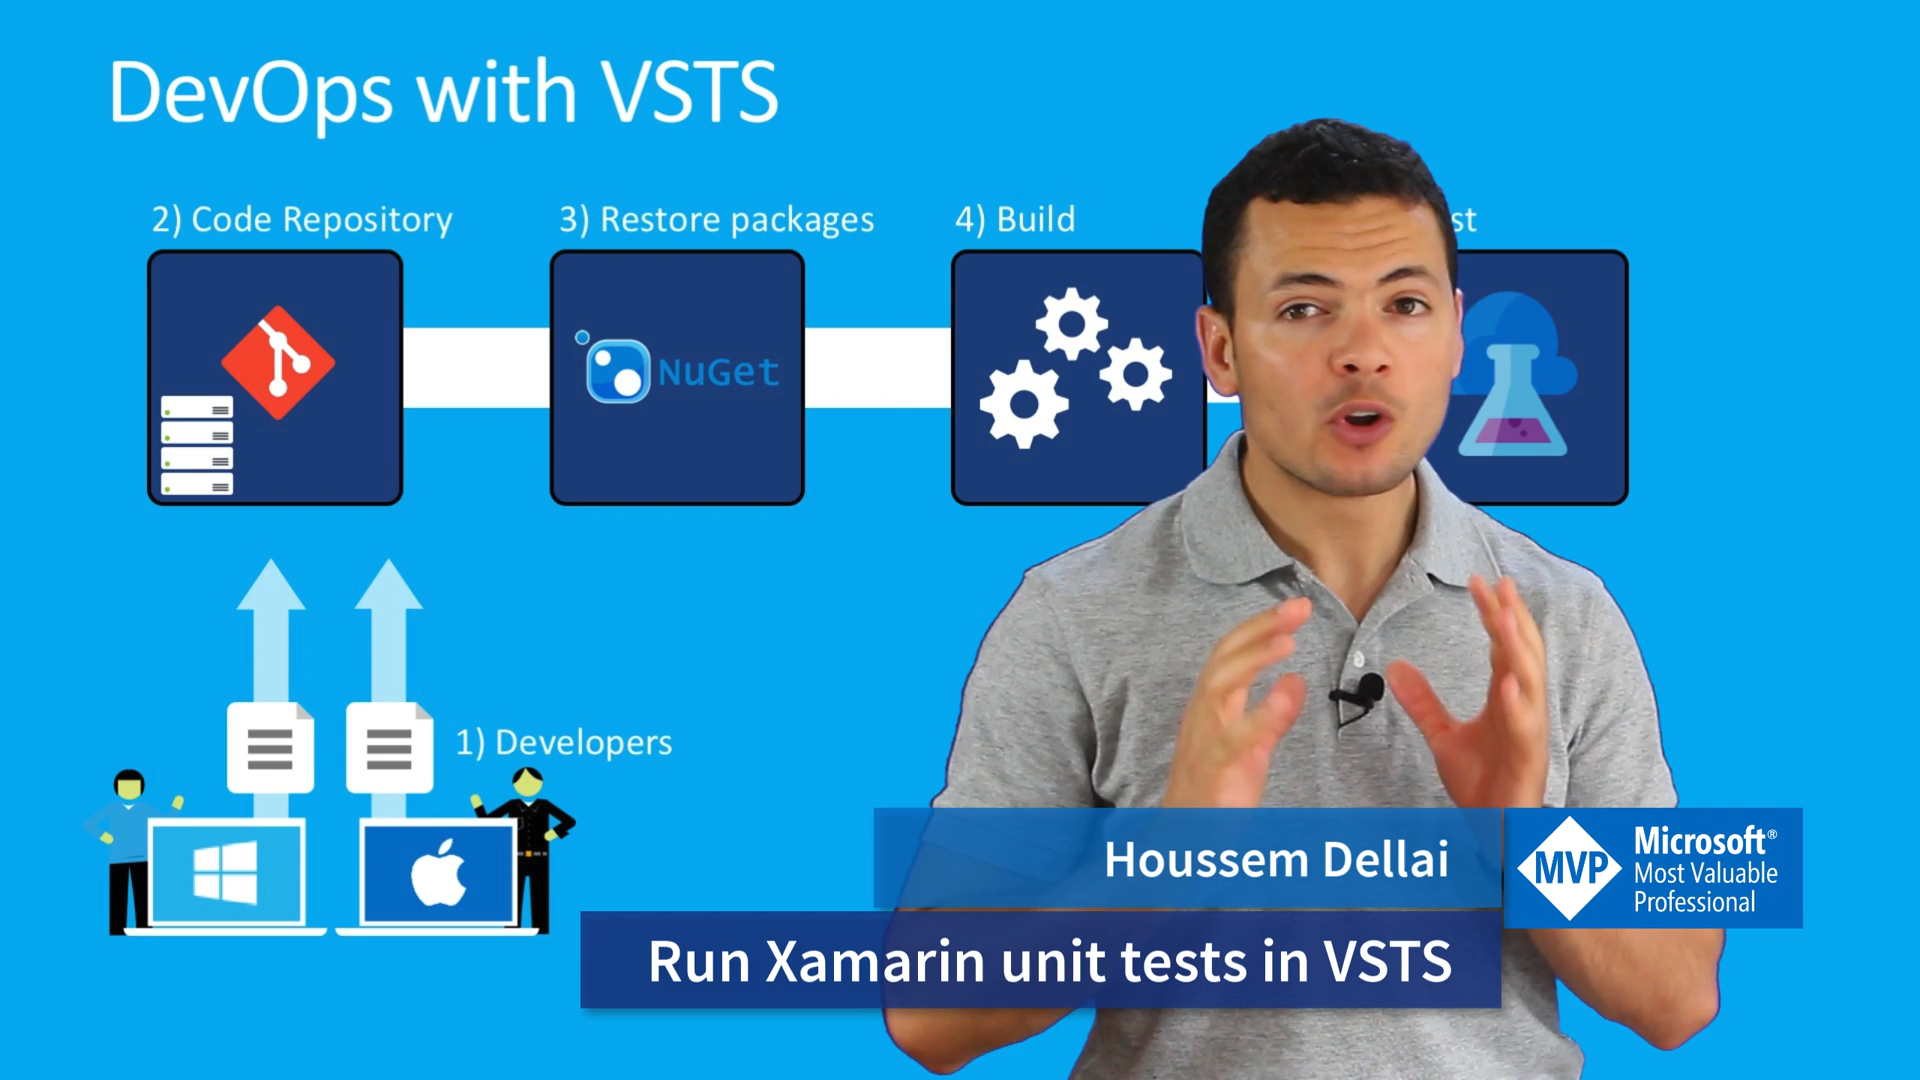 DevOps with VSTS
2) Code Repository
3) Restore packages
4) Build
st
NuGet
1) Developers
Houssem Dellai
MVP
Microsoft®
Most Valuable
Professional
Run Xamarin unit tests in VSTS